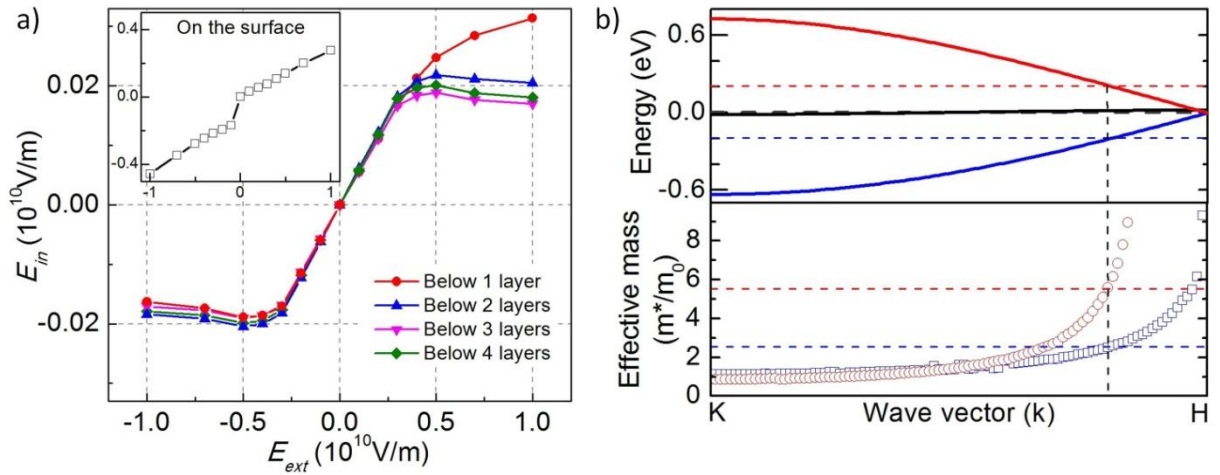 a)
On the surface
0.4
0.0
-0.4
-1
0
1
0.02
0.00
-0.02
E_in (10^10 V/m)
Below 1 layer
Below 2 layers
Below 3 layers
Below 4 layers
-1.0
-0.5
0.0
0.5
1.0
E_ext (10^10 V/m)
b)
Energy (eV)
0.6
0.0
-0.6
Effective mass
(m*/m_0)
8
6
4
2
0
K
Wave vector (k)
H